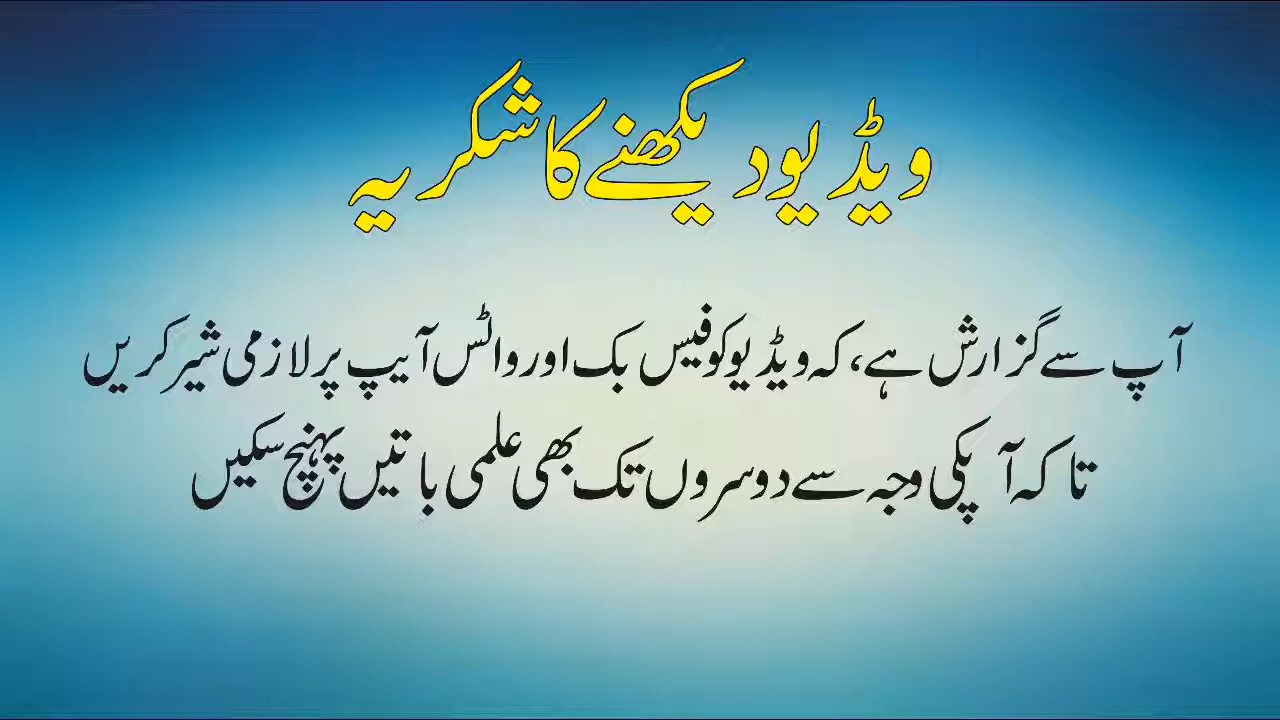 ویڈیو دیکھنے کا شکریہ
آپ سے گزارش ہے، کہ ویڈیو کو فیس بک اور واٹس آیپ پر لازمی شیر کریں
تاکہ آپکی وجہ سے دوسروں تک بھی علمی باتیں پہنچ سکیں